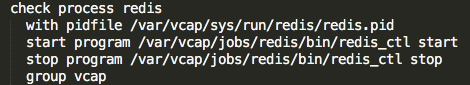 check process redis
with pidfile /var/vcap/sys/run/redis/redis.pid
start program /var/vcap/jobs/redis/bin/redis_ctl start
stop program /var/vcap/jobs/redis/bin/redis_ctl stop
group vcap